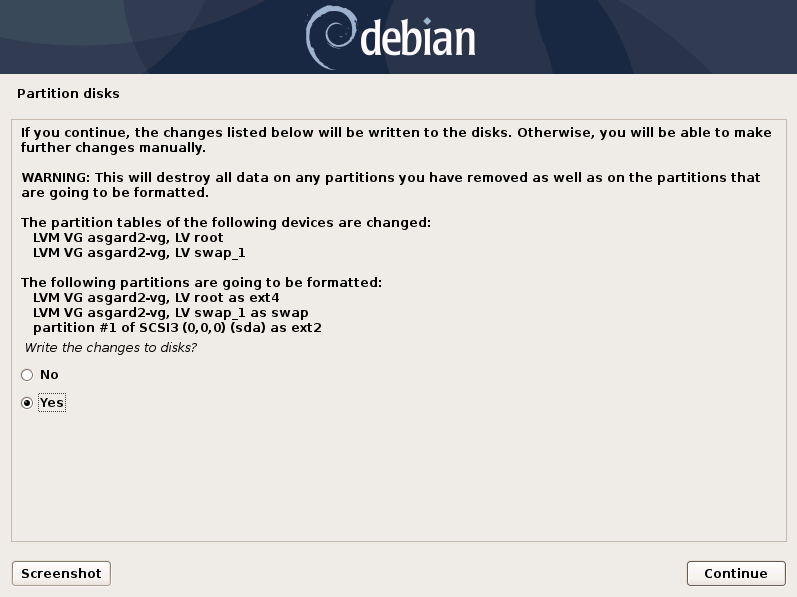 debian
Partition disks
If you continue, the changes listed below will be written to the disks. Otherwise, you will be able to make
further changes manually.
WARNING: This will destroy all data on any partitions you have removed as well as on the partitions that
are going to be formatted.
The partition tables of the following devices are changed:
LVM VG asgard2-vg, LV root
LVM VG asgard2-vg, LV swap_1
The following partitions are going to be formatted:
LVM VG asgard2-vg, LV root as ext4
LVM VG asgard2-vg, LV swap_1 as swap
partition #1 of SCSI3 (0,0,0) (sda) as ext2
Write the changes to disks?
No
Yes
Screenshot
Continue